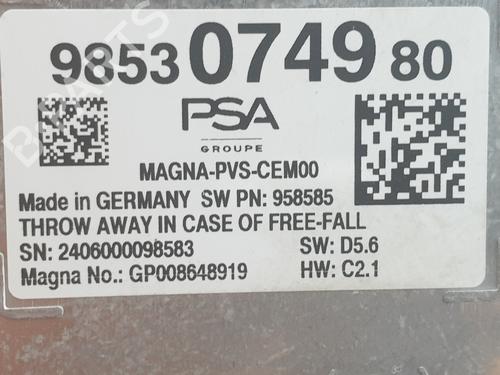 9853074980
PSA
GROUPE
MAGNA-PVS-CEM00
Made in GERMANY SW PN: 958585
THROW AWAY IN CASE OF FREE-FALL
SN: 2406000098583 SW: D5.6
Magna No.: GP008648919 HW: C2.1